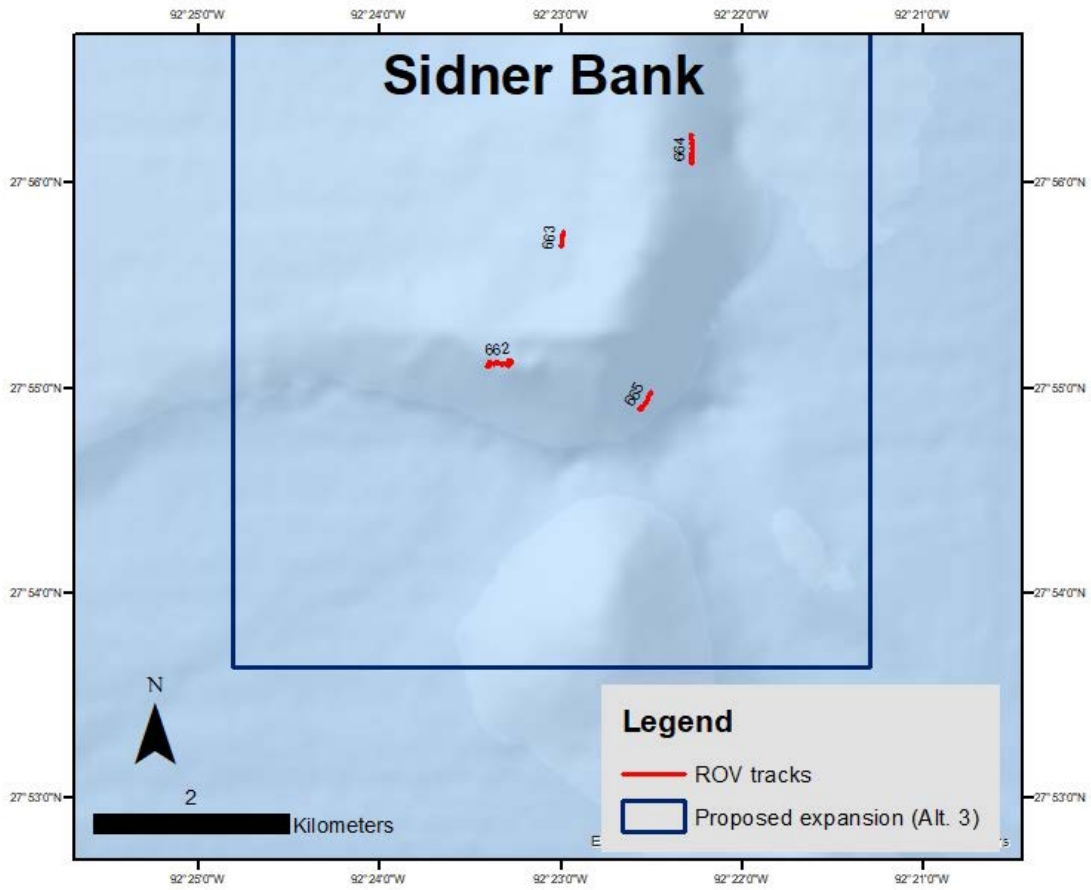 92°25'0"W 92°24'0"W 92°23'0"W 92°22'0"W 92°21'0"W
Sidner Bank
664
27°56'0"N 27°56'0"N
663
662
27°55'0"N 27°55'0"N
665
27°54'0"N 27°54'0"N
N
Legend
ROV tracks
27°53'0"N 27°53'0"N
2
Kilometers
Proposed expansion (Alt. 3)
92°25'0"W 92°24'0"W 92°23'0"W 92°22'0"W 92°21'0"W